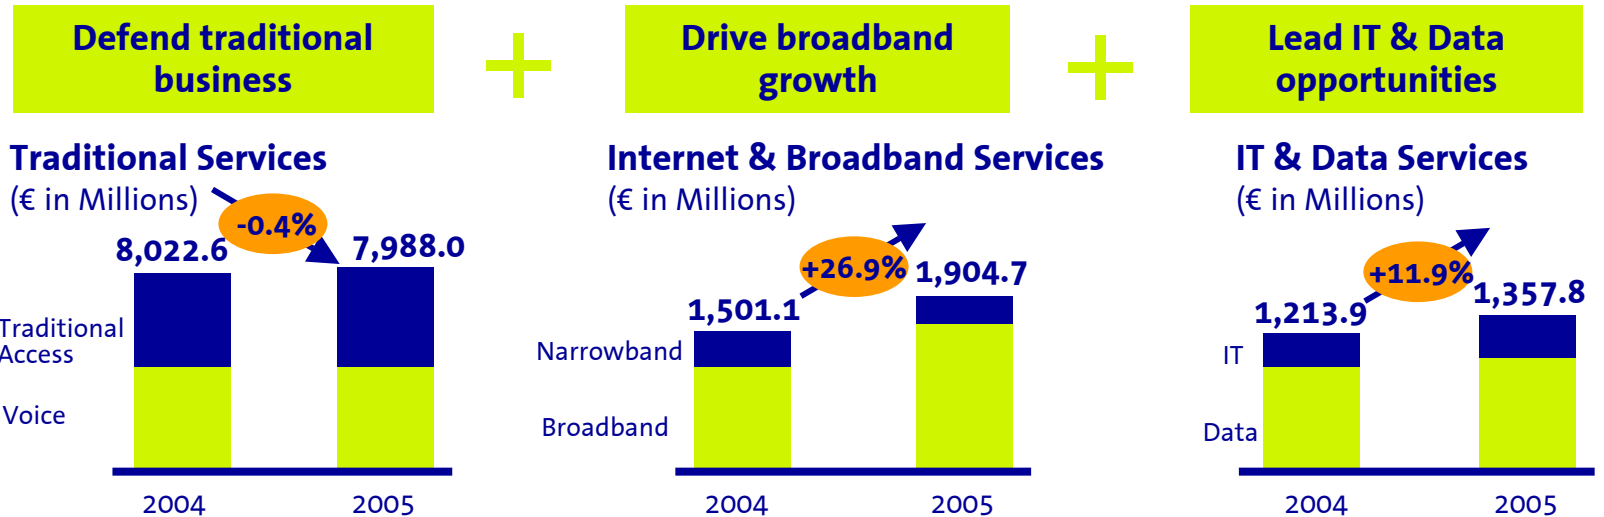 Defend traditional
business
Drive broadband
growth
Lead IT & Data
opportunities
Traditional Services
(€ in Millions)
-0.4%
8,022.6
7,988.0
Traditional
Access
Voice
2004
2005
Internet & Broadband Services
(€ in Millions)
+26.9%
1,501.1
1,904.7
Narrowband
Broadband
2004
2005
IT & Data Services
(€ in Millions)
+11.9%
1,213.9
1,357.8
IT
Data
2004
2005